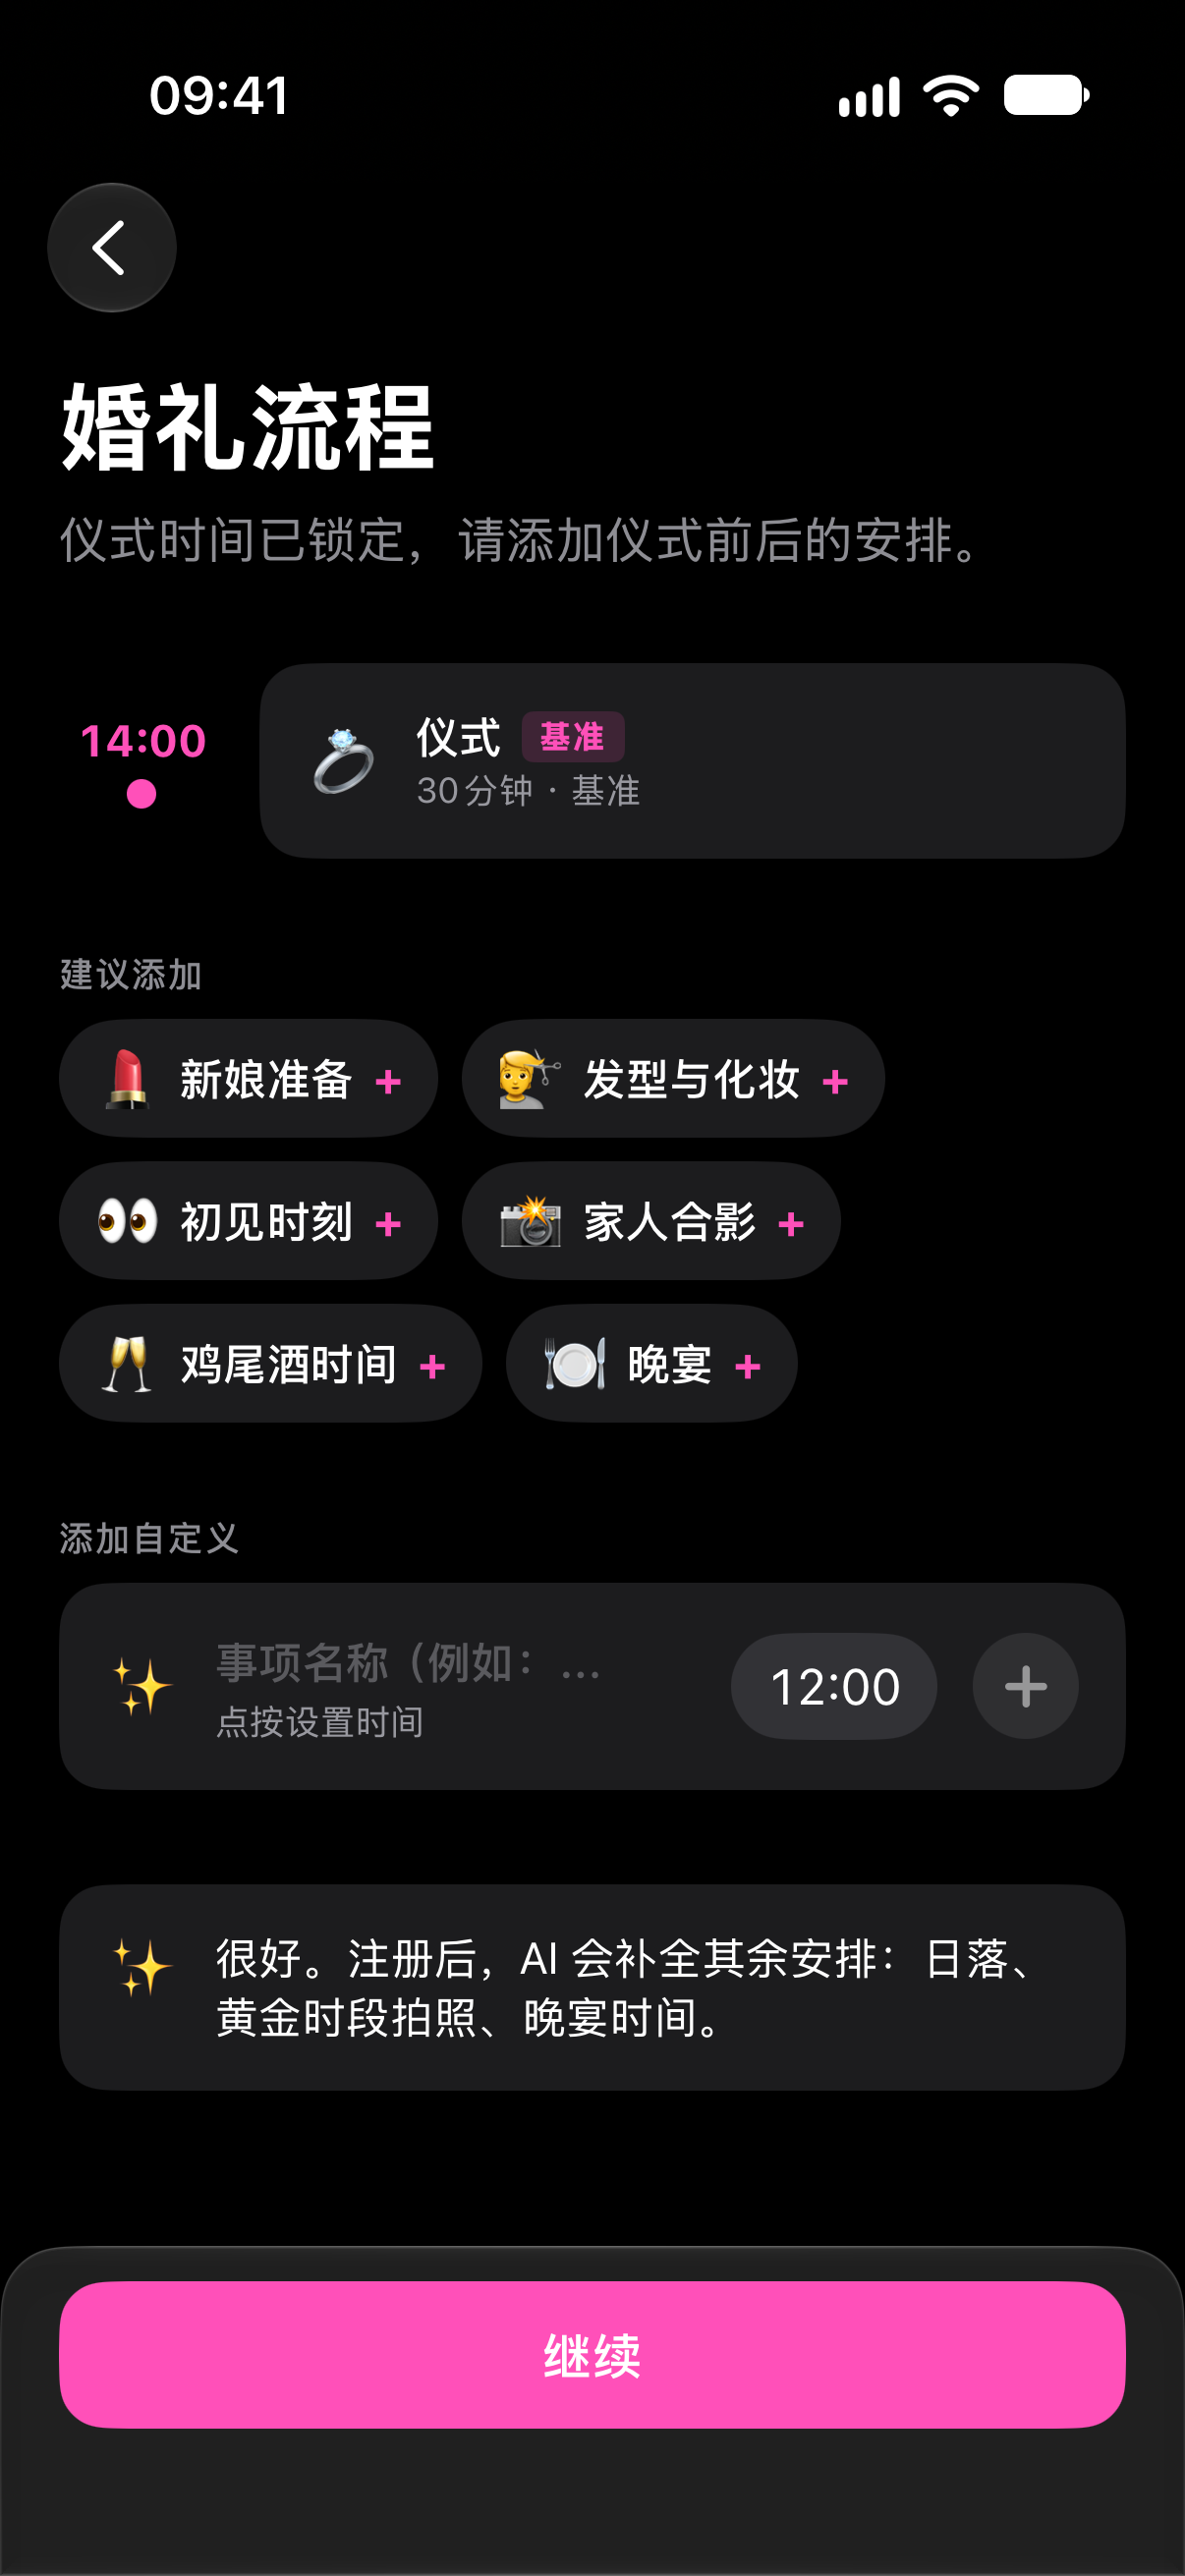 09:41
婚礼流程
仪式时间已锁定，请添加仪式前后的安排。
14:00
仪式 基准
30分钟 · 基准
建议添加
新娘准备 +
发型与化妆 +
初见时刻 +
家人合影 +
鸡尾酒时间 +
晚宴 +
添加自定义
事项名称（例如：...
点按设置时间
12:00
很好。注册后，AI 会补全其余安排：日落、
黄金时段拍照、晚宴时间。
继续